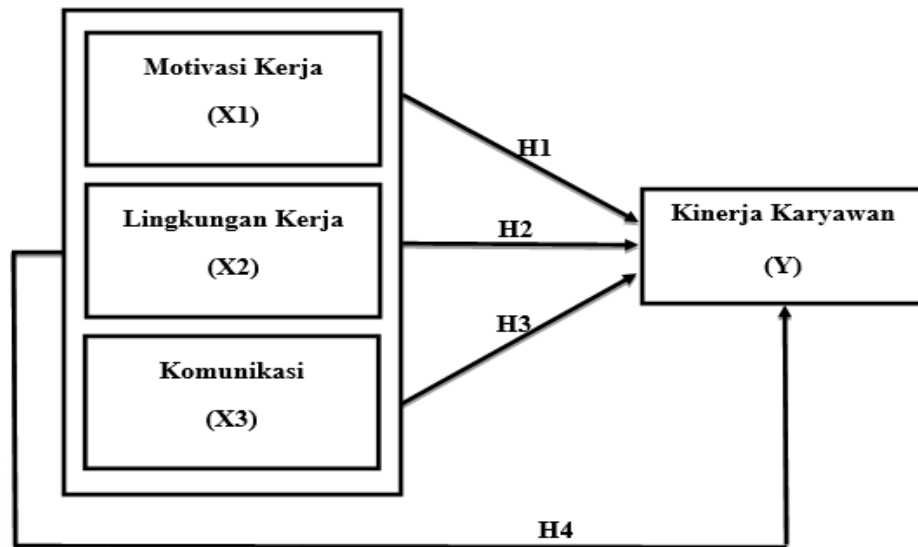 Motivasi Kerja
(X1)
Lingkungan Kerja
(X2)
Komunikasi
(X3)
H1
H2
H3
Kinerja Karyawan
(Y)
H4